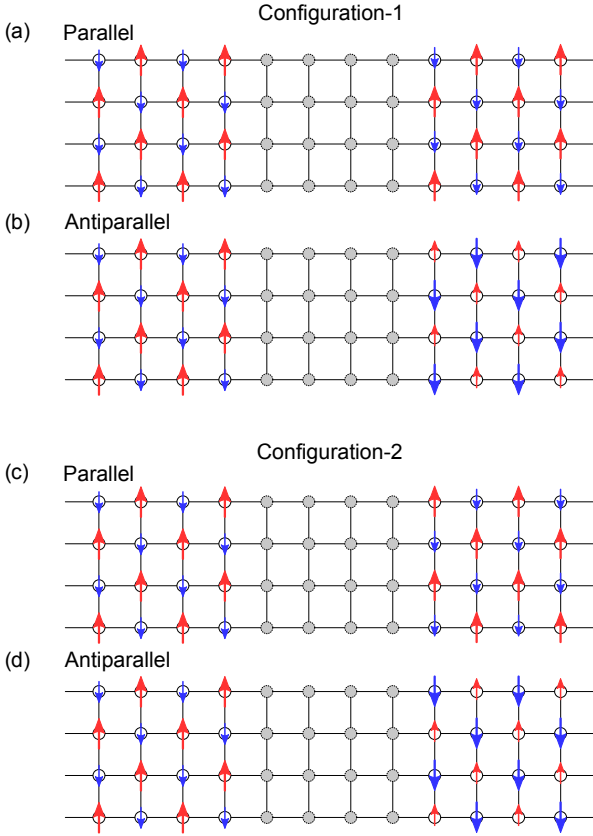 Configuration-1
(a) Parallel
(b) Antiparallel
Configuration-2
(c) Parallel
(d) Antiparallel